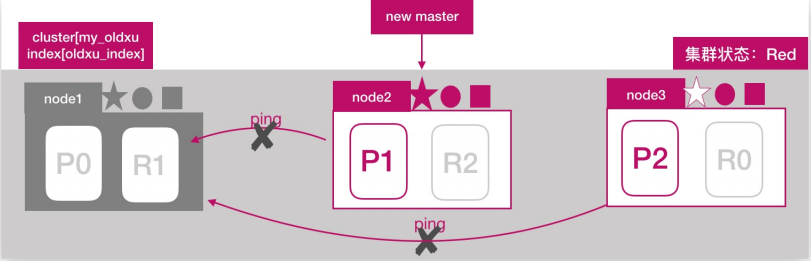 new master
cluster[my_oldxu
index[oldxu_index]
集群状态：Red
node1
node2
node3
ping
P0
R1
P1
R2
P2
R0
ping